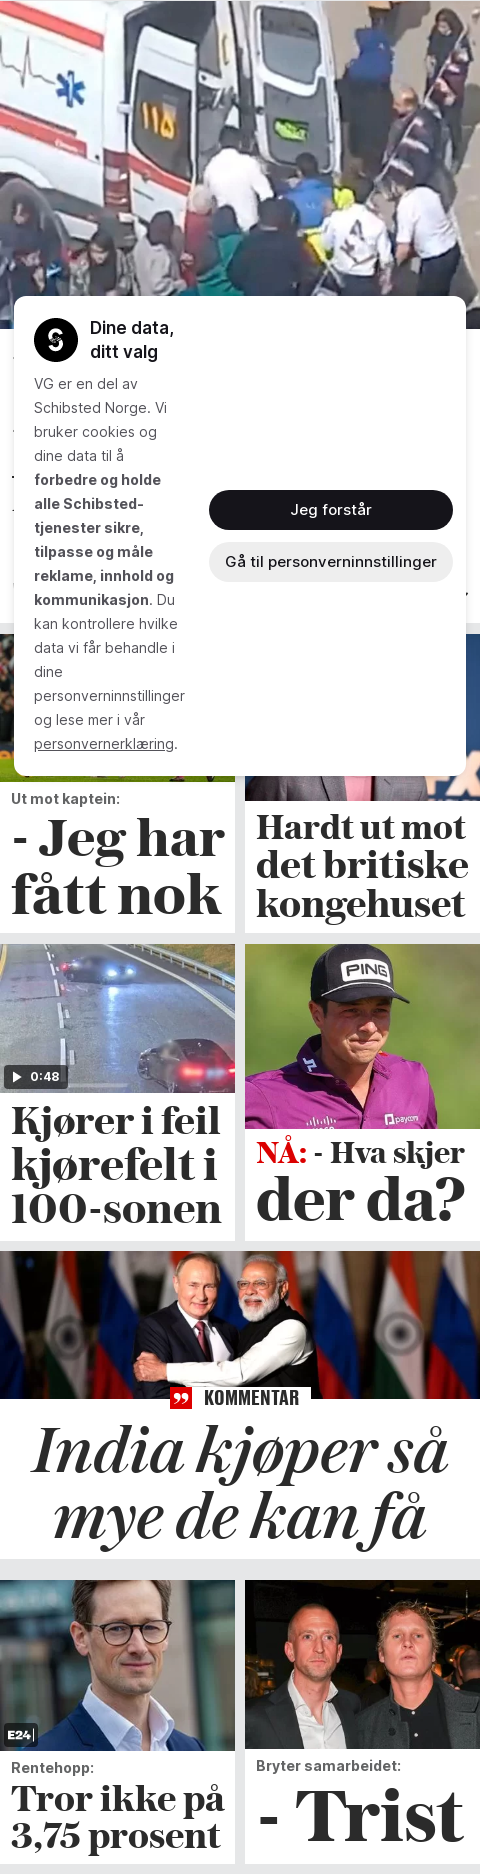 ۱۱۵
Dine data,
ditt valg
VG er en del av
Schibsted Norge. Vi
bruker cookies og
dine data til å
forbedre og holde
alle Schibsted-
tjenester sikre,
tilpasse og måle
reklame, innhold og
kommunikasjon. Du
kan kontrollere hvilke
data vi får behandle i
dine
personverninnstillinger
og lese mer i vår
personvernerklæring.
Jeg forstår
Gå til personverninnstillinger
Ut mot kaptein:
- Jeg har
fått nok
Hardt ut mot
det britiske
kongehuset
0:48
Kjører i feil
kjørefelt i
100-sonen
PING
paycom
NÅ: - Hva skjer
der da?
KOMMENTAR
India kjøper så
mye de kan få
E24
Rentehopp:
Tror ikke på
3,75 prosent
Bryter samarbeidet:
- Trist